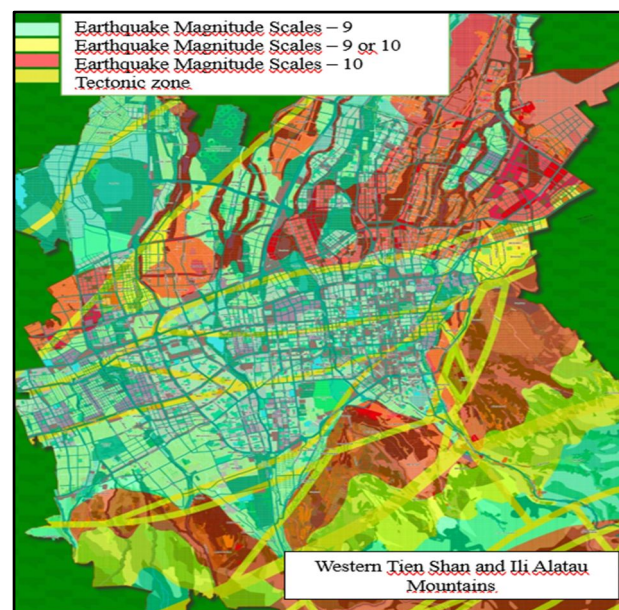 Earthquake Magnitude Scales – 9
Earthquake Magnitude Scales – 9 or 10
Earthquake Magnitude Scales – 10
Tectonic zone
Western Tien Shan and Ili Alatau
Mountains